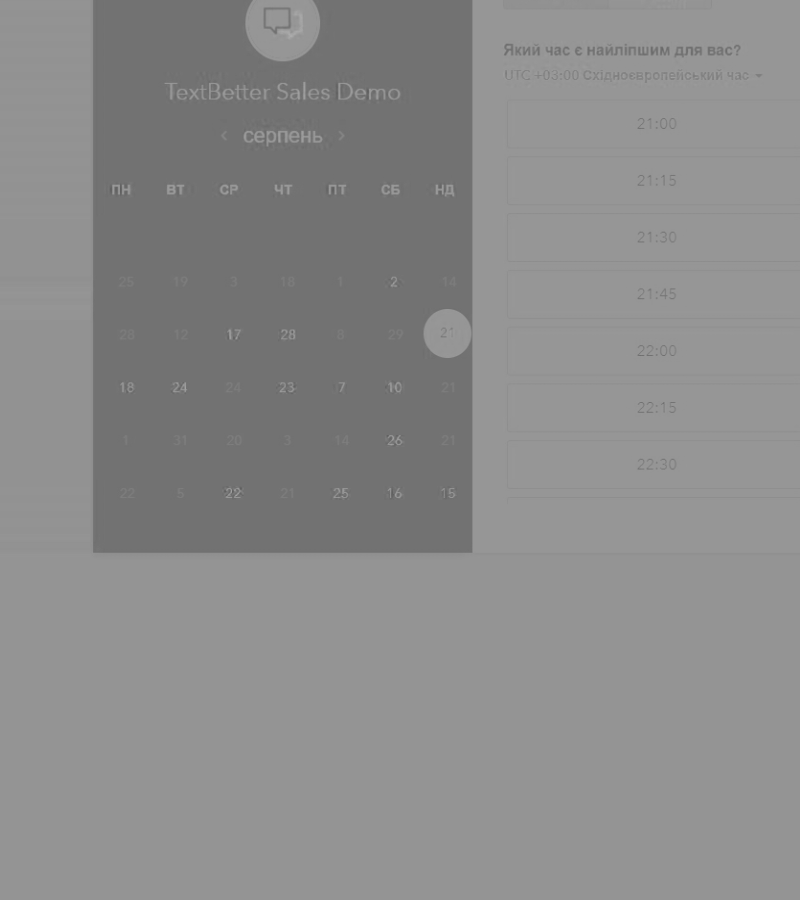 TextBetter Sales Demo
‹ серпень ›
ПН ВТ СР ЧТ ПТ СБ НД
25 19 3 18 1 2 14
28 12 17 28 8 29 21
18 24 24 23 7 10 21
1 31 20 3 14 26 21
22 5 22 21 25 16 15
Який час є найліпшим для вас?
UTC +03:00 Східноєвропейський час
21:00
21:15
21:30
21:45
22:00
22:15
22:30